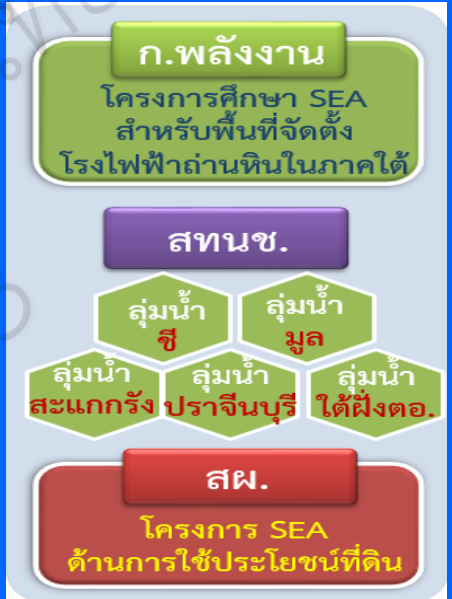 ก.พลังงาน
โครงการศึกษา SEA
สำหรับพื้นที่จัดตั้ง
โรงไฟฟ้าถ่านหินในภาคใต้
สทนช.
ลุ่มน้ำ
ชี
ลุ่มน้ำ
มูล
ลุ่มน้ำ
สะแกกรัง
ลุ่มน้ำ
ปราจีนบุรี
ลุ่มน้ำ
ใต้ฝั่งตอ.
สผ.
โครงการ SEA
ด้านการใช้ประโยชน์ที่ดิน